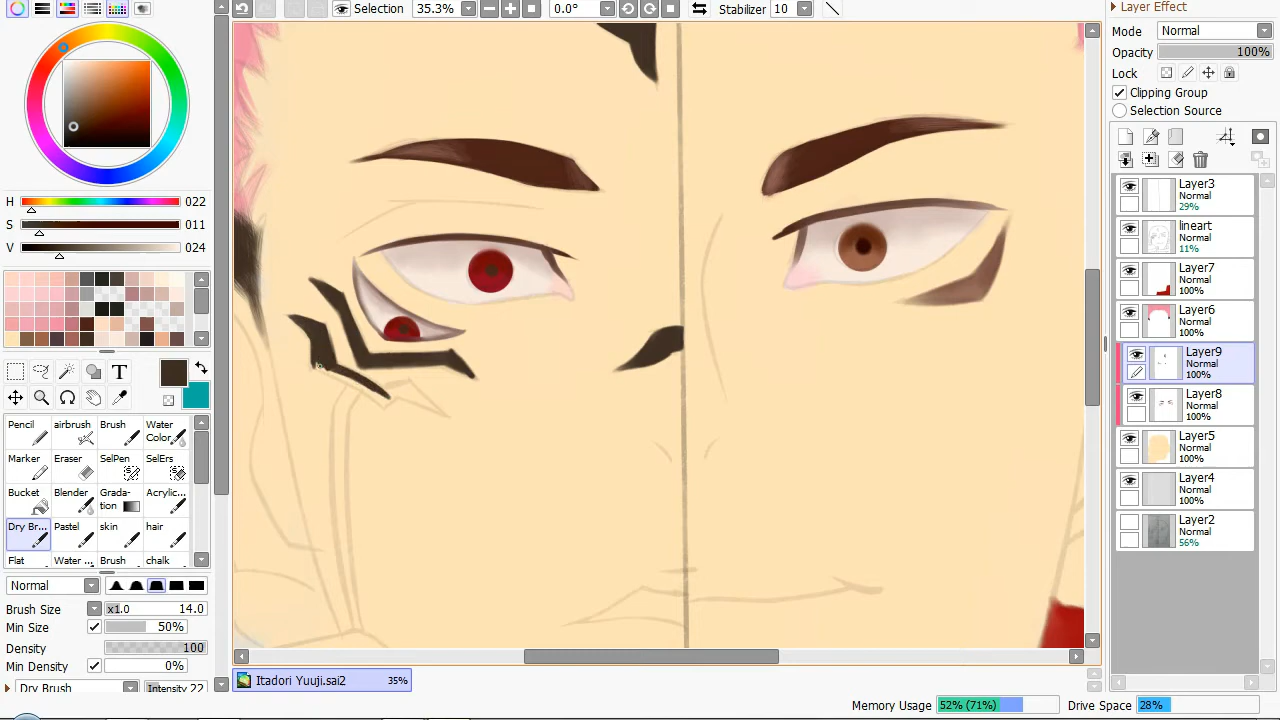 Selection 35.3% 0.0° Stabilizer 10
Layer Effect
Mode Normal
Opacity 100%
Lock
Clipping Group
Selection Source
H 022
S 011
V 024
T
Pencil airbrush Brush Water Color...
Marker Eraser SelPen SelErs
Bucket Blender Grada-tion Acrylic...
Dry Br... Pastel skin hair
Flat Water ... Brush chalk
Normal
Brush Size x1.0 14.0
Min Size 50%
Density 100
Min Density 0%
Dry Brush Intensity 22
Layer3
29%
lineart
11%
Layer7
Normal
100%
Layer6
Normal
100%
Layer9
Normal
100%
Layer8
Normal
100%
Layer5
Normal
100%
Layer4
Normal
100%
Layer2
Normal
56%
Itadori Yuuji.sai2 35%
Memory Usage 52% (71%) Drive Space 28%